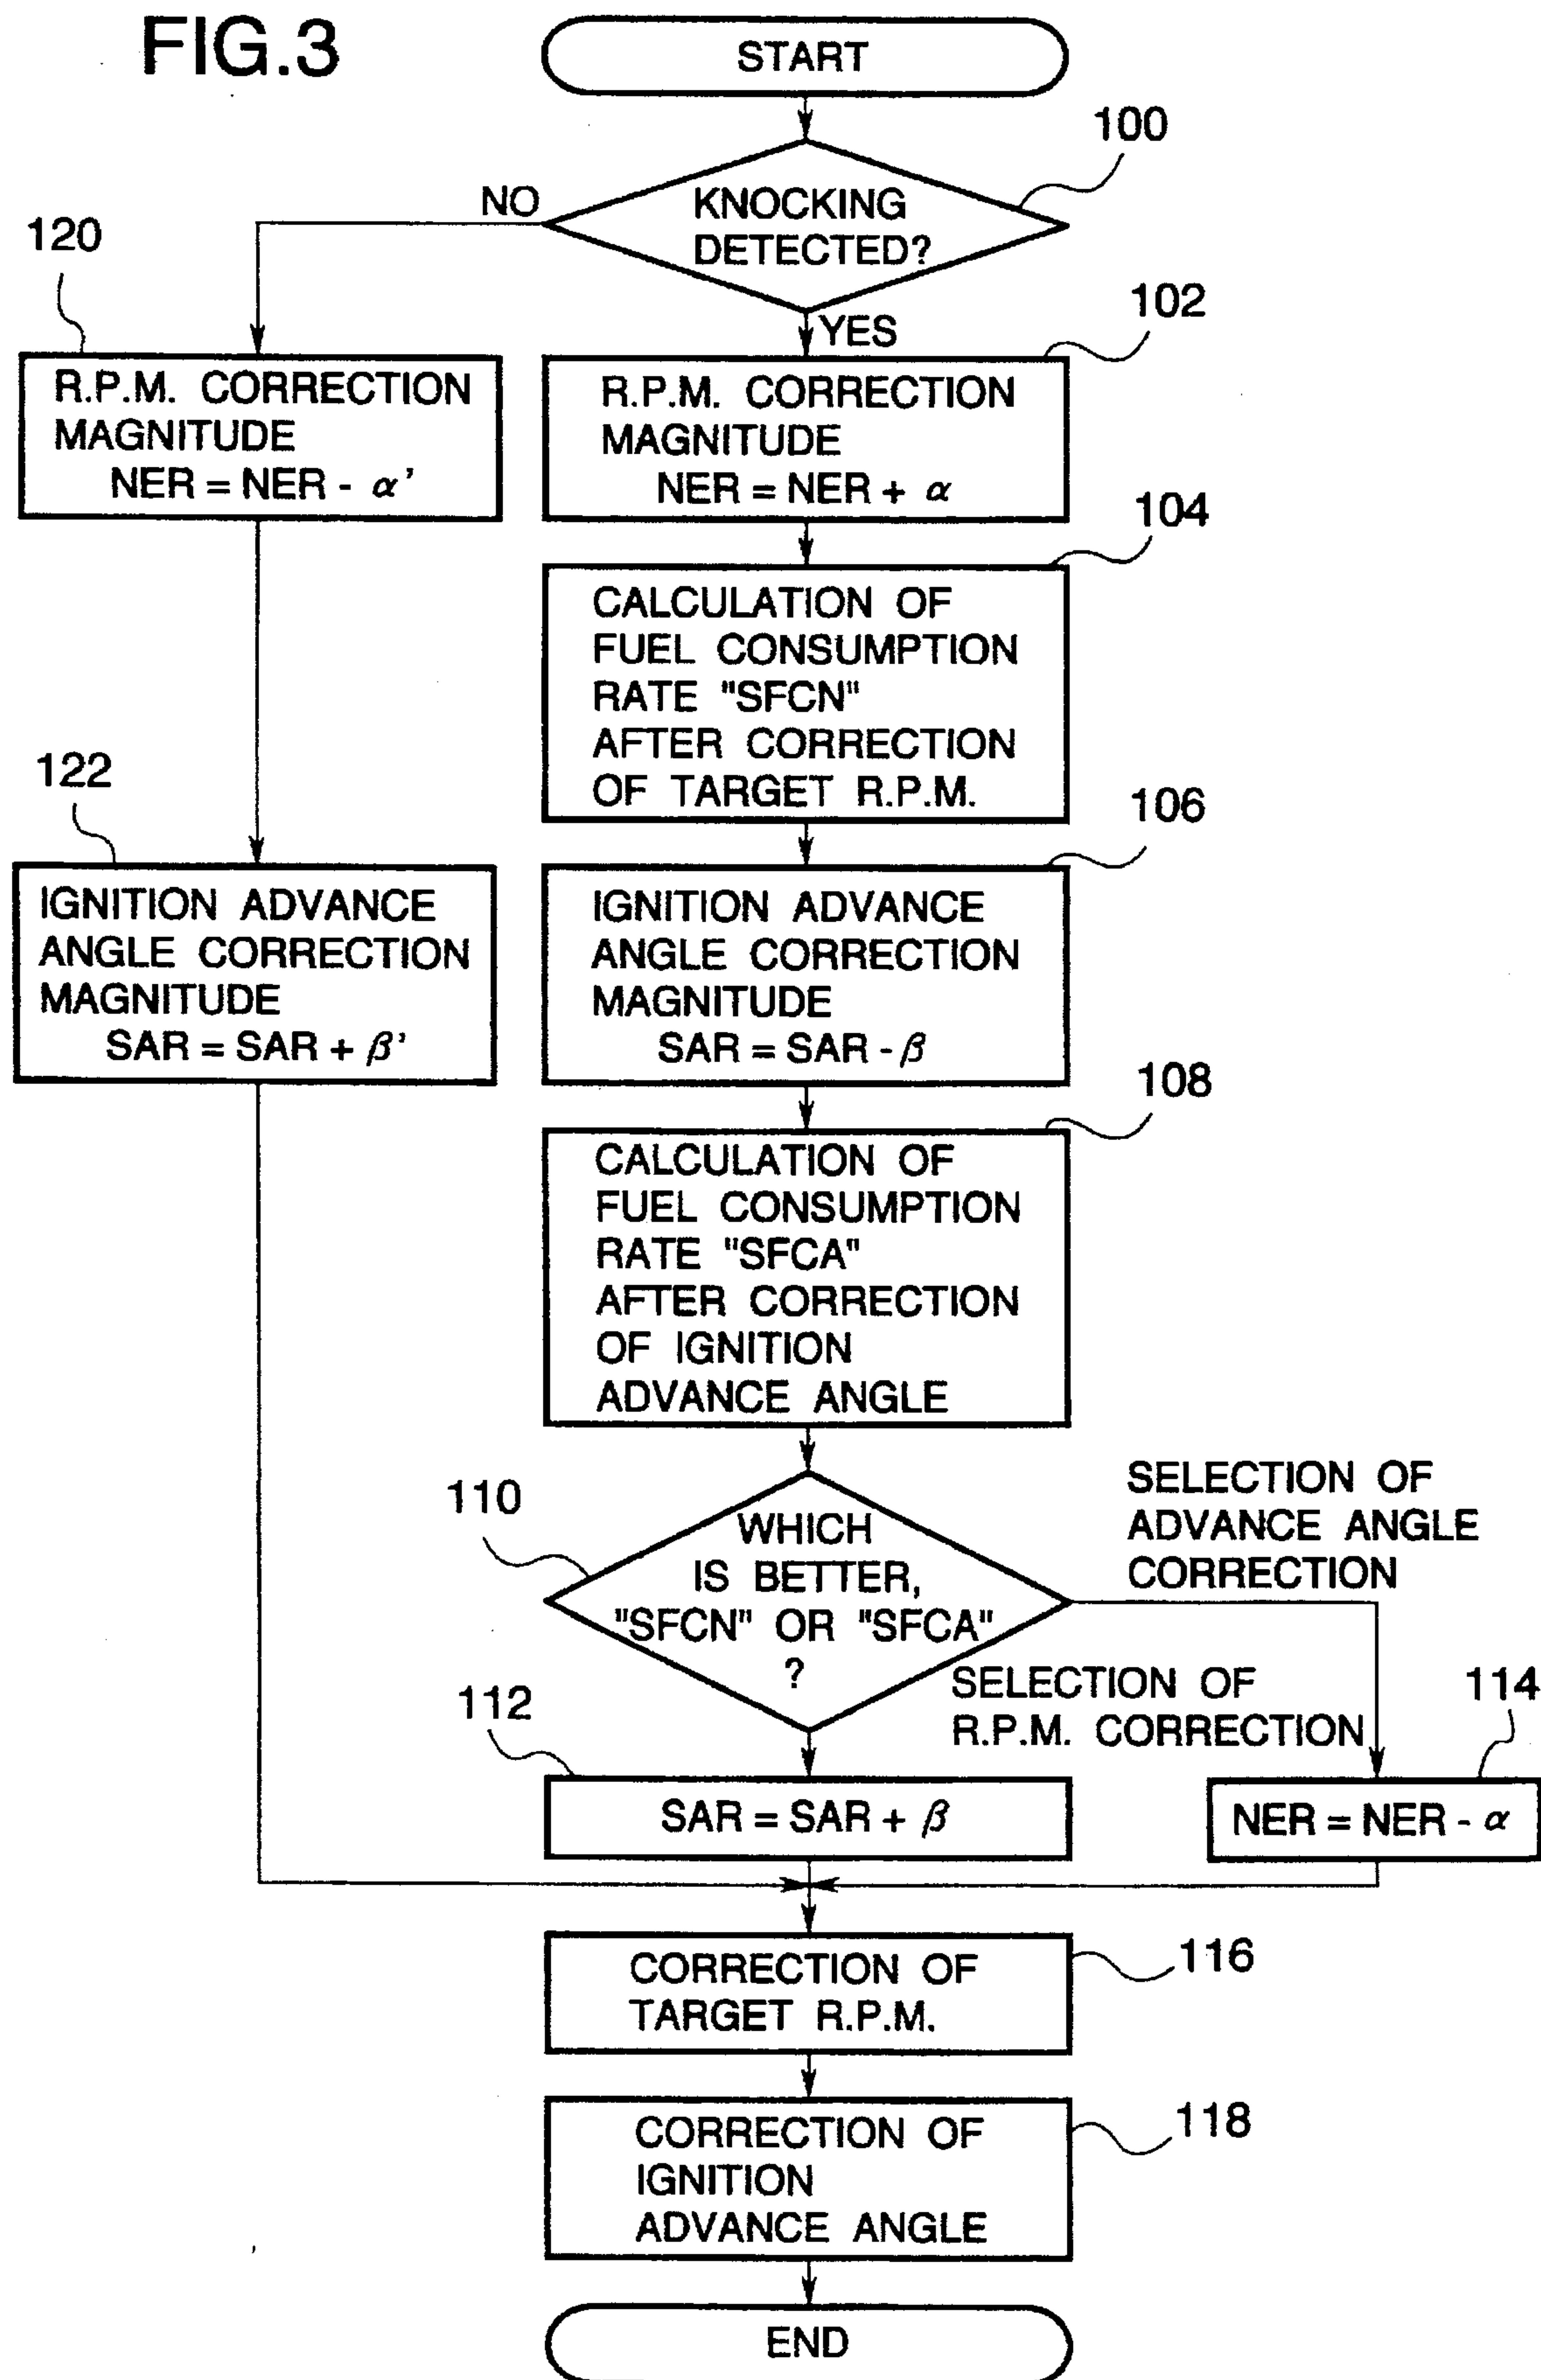 FIG.3
START
100
KNOCKING
DETECTED?
NO
YES
120
R.P.M. CORRECTION
MAGNITUDE
NER = NER - α'
102
R.P.M. CORRECTION
MAGNITUDE
NER = NER + α
104
CALCULATION OF
FUEL CONSUMPTION
RATE "SFCN"
AFTER CORRECTION
OF TARGET R.P.M.
122
IGNITION ADVANCE
ANGLE CORRECTION
MAGNITUDE
SAR = SAR + β'
106
IGNITION ADVANCE
ANGLE CORRECTION
MAGNITUDE
SAR = SAR - β
108
CALCULATION OF
FUEL CONSUMPTION
RATE "SFCA"
AFTER CORRECTION
OF IGNITION
ADVANCE ANGLE
110
WHICH
IS BETTER,
"SFCN" OR "SFCA"
?
SELECTION OF
ADVANCE ANGLE
CORRECTION
SELECTION OF
R.P.M. CORRECTION
112
SAR = SAR + β
114
NER = NER - α
116
CORRECTION OF
TARGET R.P.M.
118
CORRECTION OF
IGNITION
ADVANCE ANGLE
END